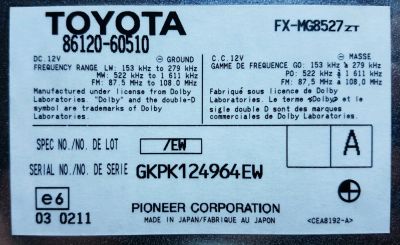 TOYOTA
FX-MG8527ZT
86120-60510
DC.12V ⊖ GROUND
FREQUENCY RANGE LW: 153 kHz to 279 kHz
MW: 522 kHz to 1 611 kHz
FM: 87.5 MHz to 108.0 MHz
Manufactured under license from Dolby
Laboratories. "Dolby" and the double-D
symbol are trademarks of Dolby
Laboratories.
C.C.12V ⊖ MASSE
GAMME DE FREQUENCE GO: 153 kHz à 279 kHz
PO: 522 kHz à 1 611 kHz
FM: 87,5 MHz à 108,0 MHz
Fabriqué sous licence de Dolby
Laboratories. Le terme "Dolby" et le
sigle double D sont des marques
commerciales de Dolby Laboratories.
SPEC NO./NO. DE LOT /EW
A
SERIAL NO./NO. DE SERIE GKPK124964EW
e6
03 0211
PIONEER CORPORATION
MADE IN JAPAN/FABRIQUE AU JAPON
<CEA8192-A>